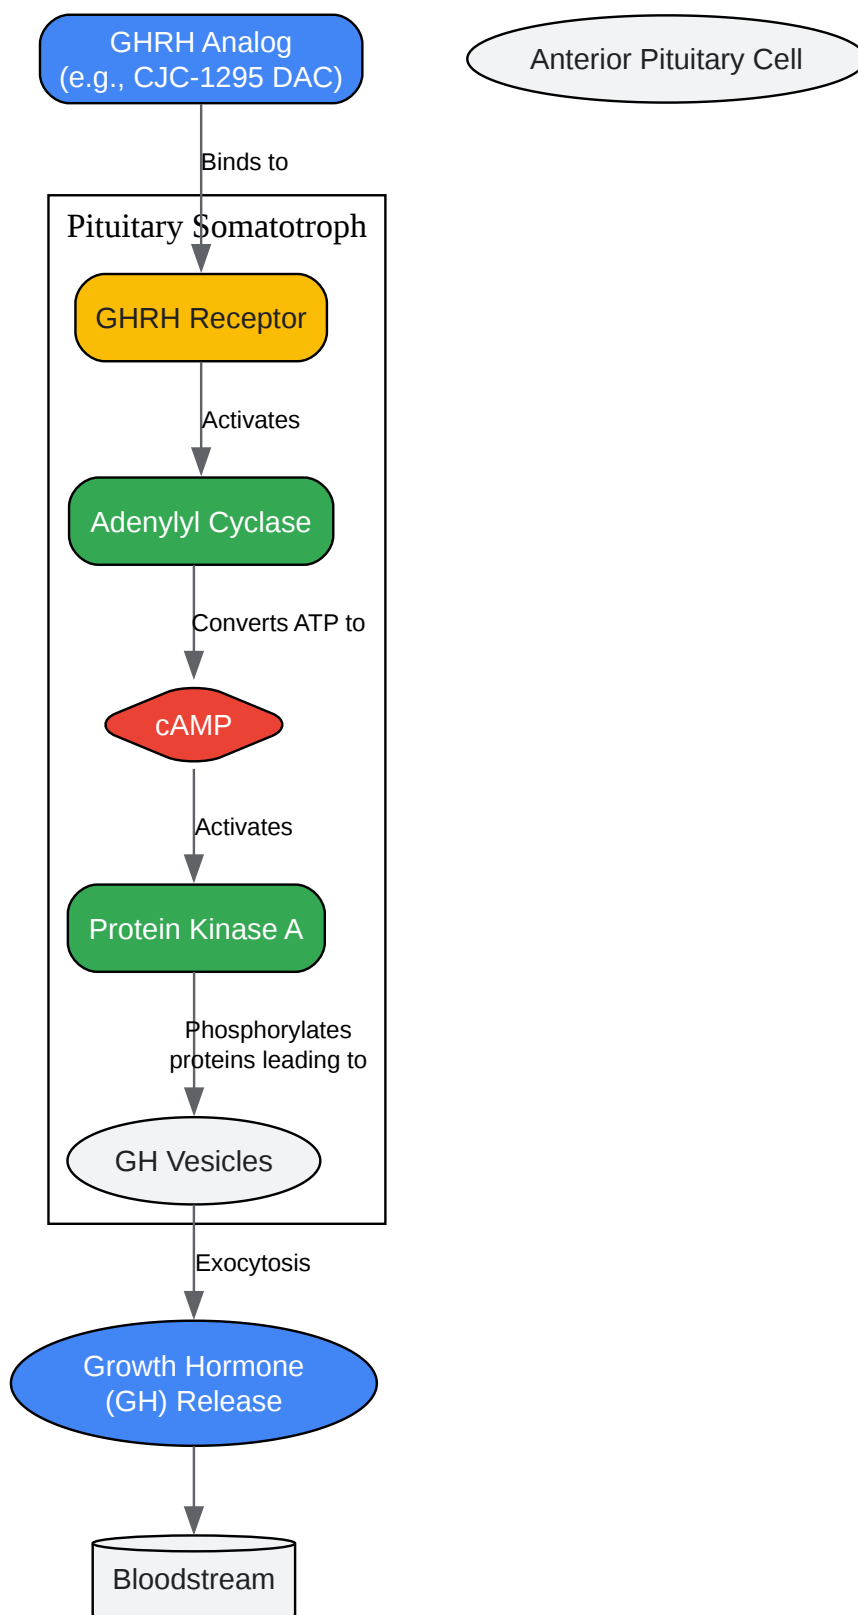 GHRH Analog
(e.g., CJC-1295 DAC)
Anterior Pituitary Cell
Binds to
Pituitary Somatotroph
GHRH Receptor
Activates
Adenylyl Cyclase
Converts ATP to
cAMP
Activates
Protein Kinase A
Phosphorylates
proteins leading to
GH Vesicles
Exocytosis
Growth Hormone
(GH) Release
Bloodstream